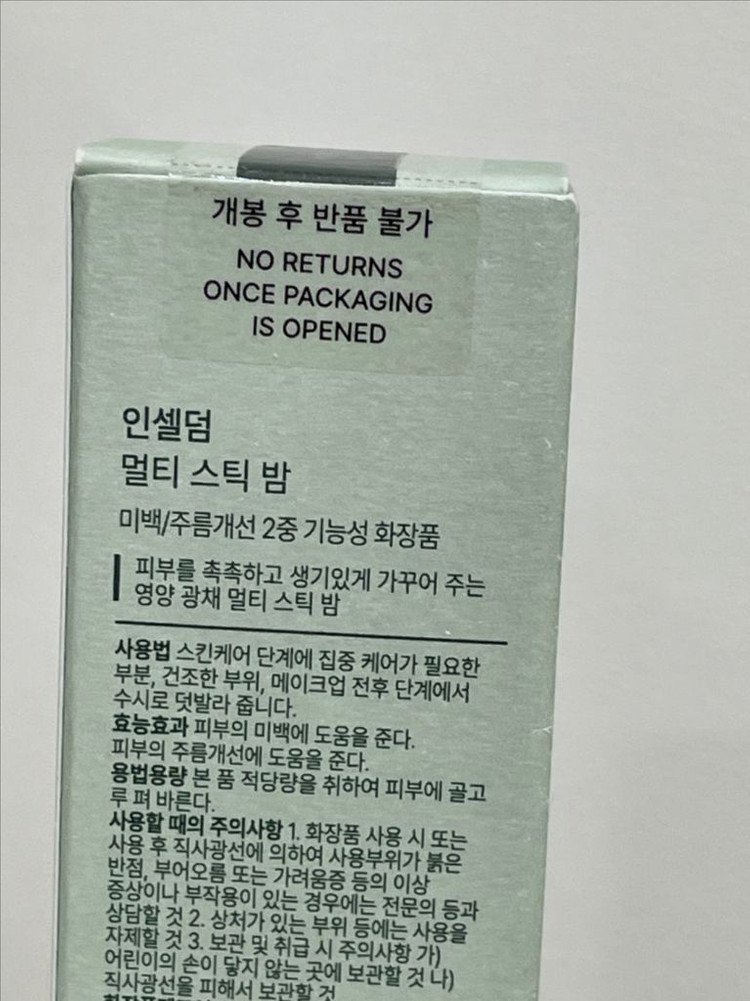 개봉 후 반품 불가
NO RETURNS
ONCE PACKAGING
IS OPENED
인셀덤
멀티 스틱 밤
미백/주름개선 2중 기능성 화장품
피부를 촉촉하고 생기있게 가꾸어 주는
영양 광채 멀티 스틱 밤
사용법 스킨케어 단계에 집중 케어가 필요한
부분, 건조한 부위, 메이크업 전후 단계에서
수시로 덧발라 줍니다.
효능효과 피부의 미백에 도움을 준다.
피부의 주름개선에 도움을 준다.
용법용량 본 품 적당량을 취하여 피부에 골고
루 펴 바른다.
사용할 때의 주의사항 1. 화장품 사용 시 또는
사용 후 직사광선에 의하여 사용부위가 붉은
반점, 부어오름 또는 가려움증 등의 이상
증상이나 부작용이 있는 경우에는 전문의 등과
상담할 것 2. 상처가 있는 부위 등에는 사용을
자제할 것 3. 보관 및 취급 시 주의사항 가)
어린이의 손이 닿지 않는 곳에 보관할 것 나)
직사광선을 피해서 보관할 것